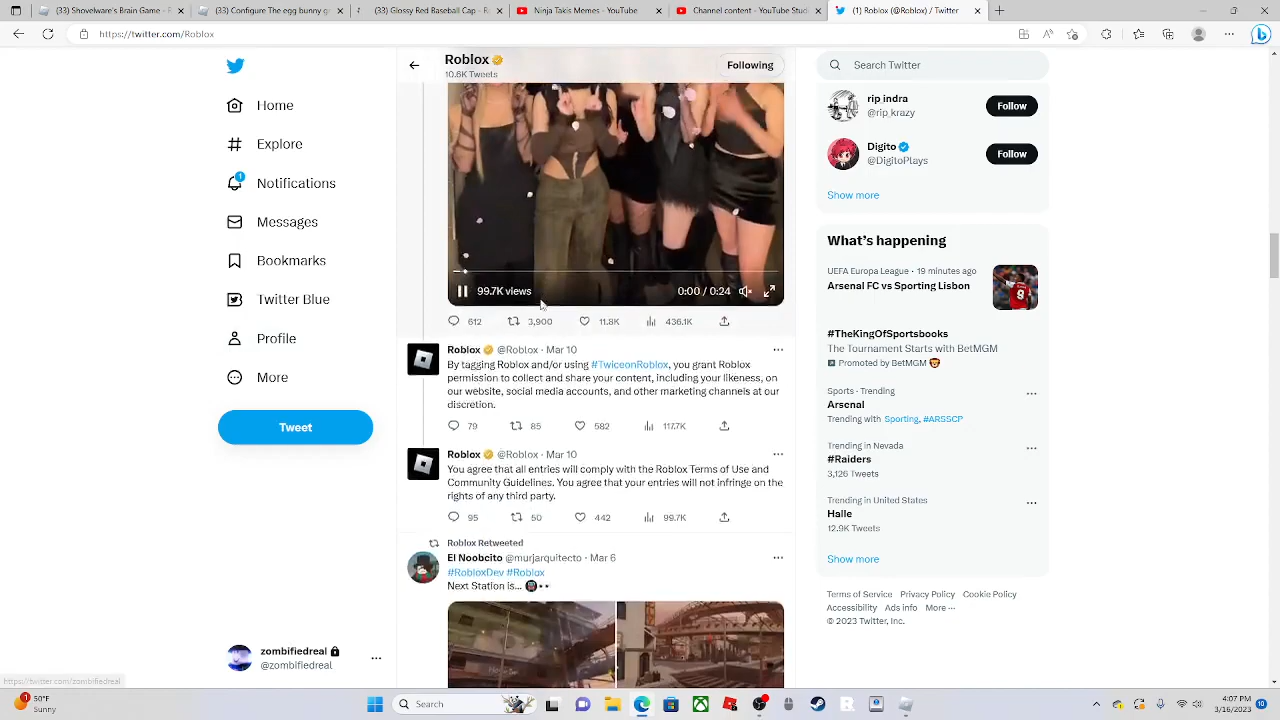 (33) Snowware's Brain Game - R
(33) Configure Thewegg bunny g
(33) Glossed Red Baseball Cap - R
Ninja Taks Memes - YouTube
Channel content - YouTube Stud
(1) Roblox (@Roblox) / Twitter
https://twitter.com/Roblox
Home
Explore
1
Notifications
Messages
Bookmarks
Twitter Blue
Profile
More
Tweet
zombifiedreal
@zombifiedreal
https://twitter.com/zombifiedreal
Roblox
10.6K Tweets
Following
99.7K views
0:00 / 0:24
612 3,900 11.8K 436.1K
Roblox @Roblox · Mar 10
By tagging Roblox and/or using #TwiceonRoblox, you grant Roblox
permission to collect and share your content, including your likeness, on
our website, social media accounts, and other marketing channels at our
discretion.
79 85 582 117.7K
Roblox @Roblox · Mar 10
You agree that all entries will comply with the Roblox Terms of Use and
Community Guidelines. You agree that your entries will not infringe on the
rights of any third party.
95 50 442 99.7K
Roblox Retweeted
El Noobcito @murjarquitecto · Mar 6
#RobloxDev #Roblox
Next Station is...
Search Twitter
rip_indra
@rip_krazy
Follow
Digito
@DigitoPlays
Follow
Show more
What's happening
UEFA Europa League · 19 minutes ago
Arsenal FC vs Sporting Lisbon
#TheKingOfSportsbooks
The Tournament Starts with BetMGM
Promoted by BetMGM
Sports · Trending
Arsenal
Trending with Sporting, #ARSSCP
Trending in Nevada
#Raiders
3,126 Tweets
Trending in United States
Halle
12.9K Tweets
Show more
Terms of Service Privacy Policy Cookie Policy
Accessibility Ads info More ···
© 2023 Twitter, Inc.
50°F
Sunny
Search
3:07 PM
3/16/2023
10